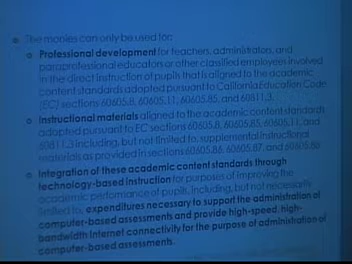 The monies can only be used for:
Professional development for teachers, administrators, and
paraprofessional educators or other classified employees involved
in the direct instruction of pupils that is aligned to the academic
content standards adopted pursuant to California Education Code
(EC) sections 60605.8, 60605.11, 60605.85, and 60811.3.
Instructional materials aligned to the academic content standards
adopted pursuant to EC sections 60605.8, 60605.85, 60605.11, and
60811.3 including, but not limited to, supplemental instructional
materials as provided in sections 60605.86, 60605.87, and 60605.88
Integration of these academic content standards through
technology-based instruction for purposes of improving the
academic performance of pupils, including, but not necessarily
limited to, expenditures necessary to support the administration of
computer-based assessments and provide high-speed, high-
bandwidth Internet connectivity for the purpose of administration of
computer-based assessments.